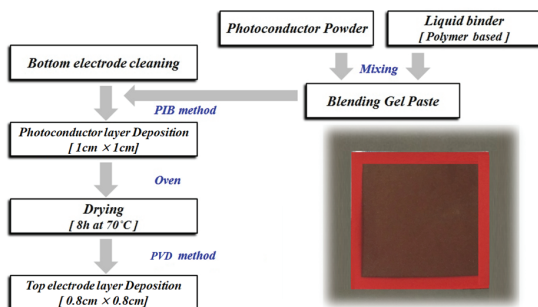 Photoconductor Powder
Liquid binder
[ Polymer based ]
Mixing
Bottom electrode cleaning
Blending Gel Paste
PIB method
Photoconductor layer Deposition
[ 1cm × 1cm]
Oven
Drying
[ 8h at 70°C ]
PVD method
Top electrode layer Deposition
[ 0.8cm × 0.8cm]